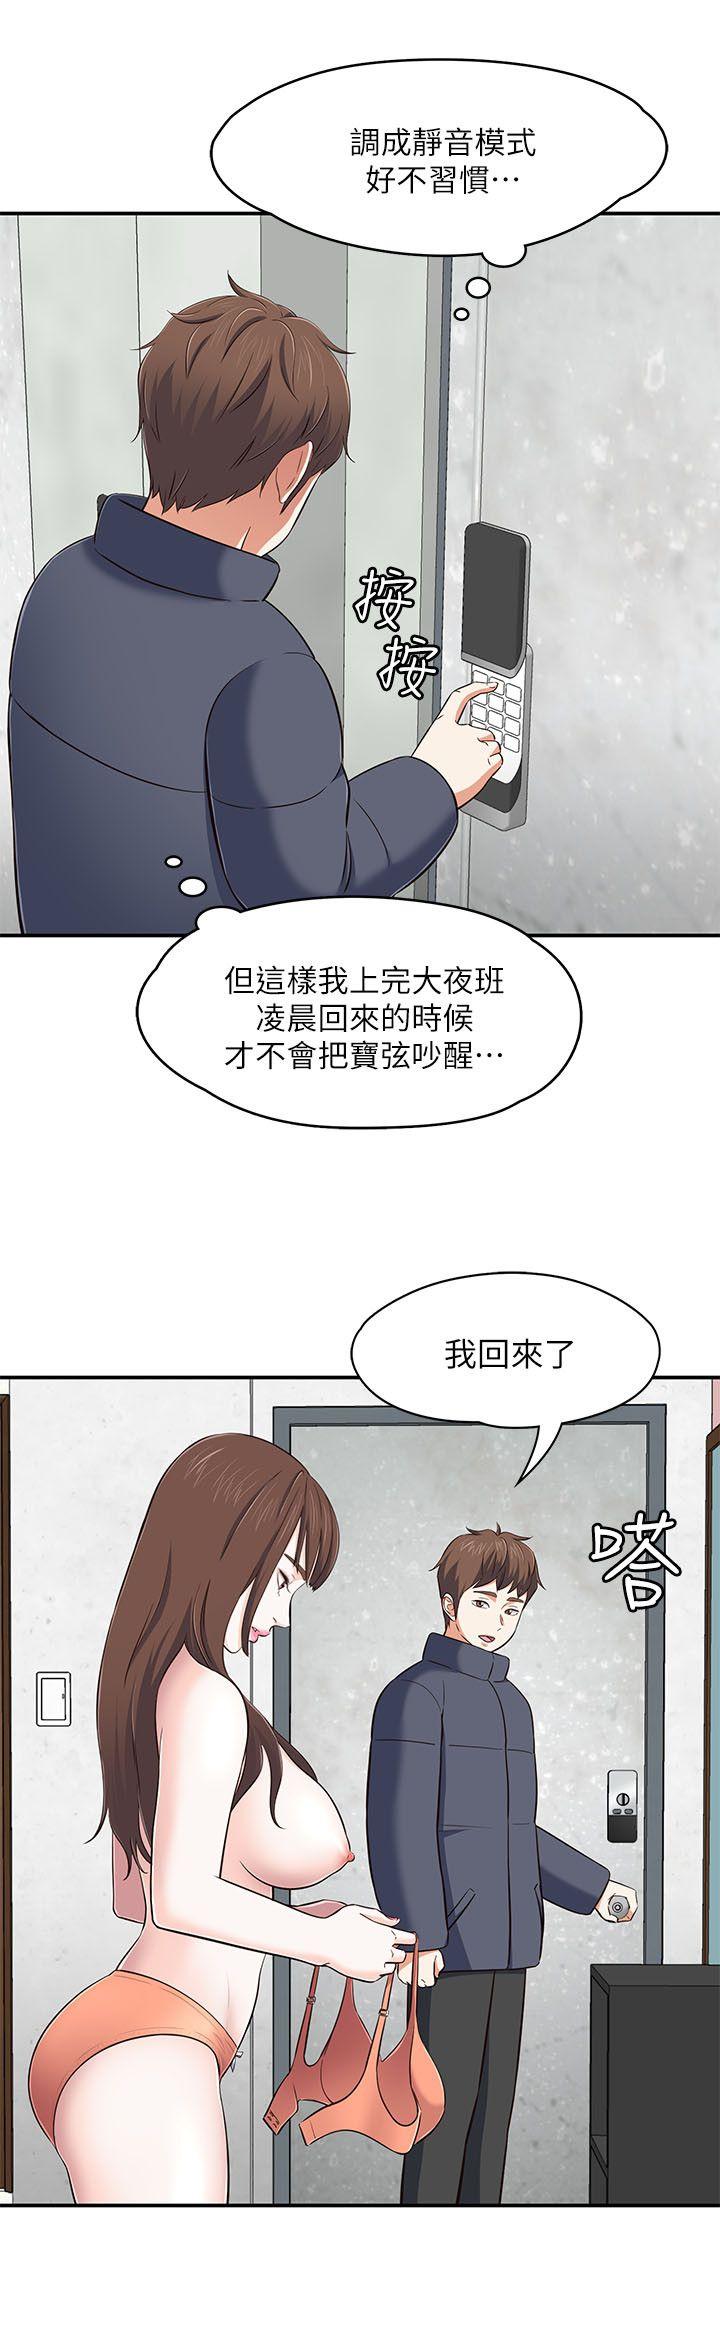 調成靜音模式
好不習慣⋯
按
按
但這樣我上完大夜班
凌晨回來的時候
才不會把寶弦吵醒⋯
我回來了
嗒